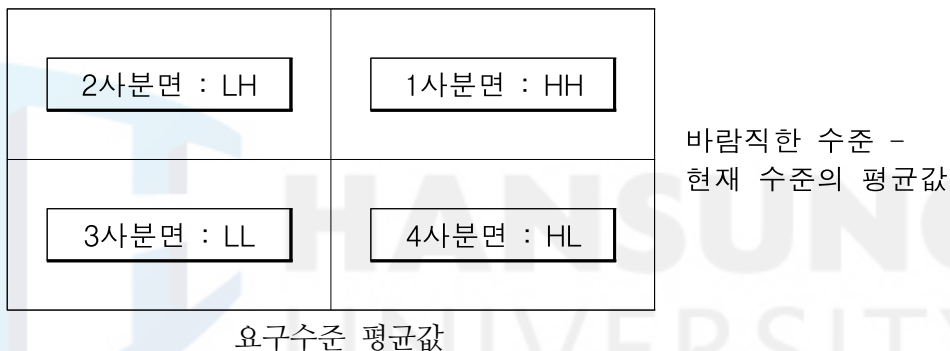 2사분면 : LH
1사분면 : HH
바람직한 수준 -
현재 수준의 평균값
3사분면 : LL
4사분면 : HL
요구수준 평균값
HANSUNG
UNIVERSITY